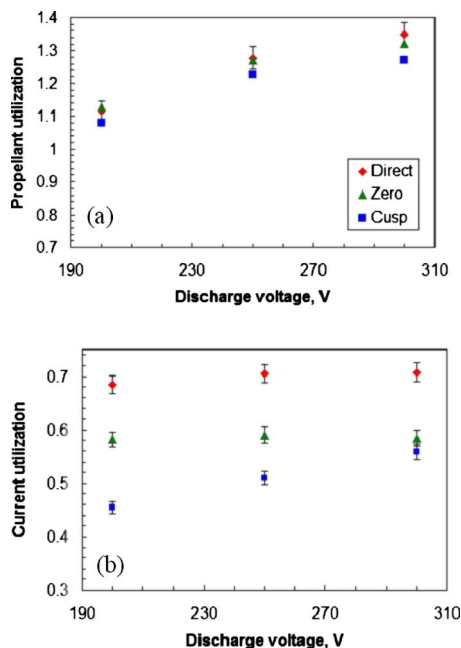 1.4
1.3
1.2
1.1
1
0.9
0.8
0.7
Propellant utilization
(a)
Direct
Zero
Cusp
190 230 270 310
Discharge voltage, V
0.7
0.6
0.5
0.4
0.3
Current utilization
(b)
190 230 270 310
Discharge voltage, V